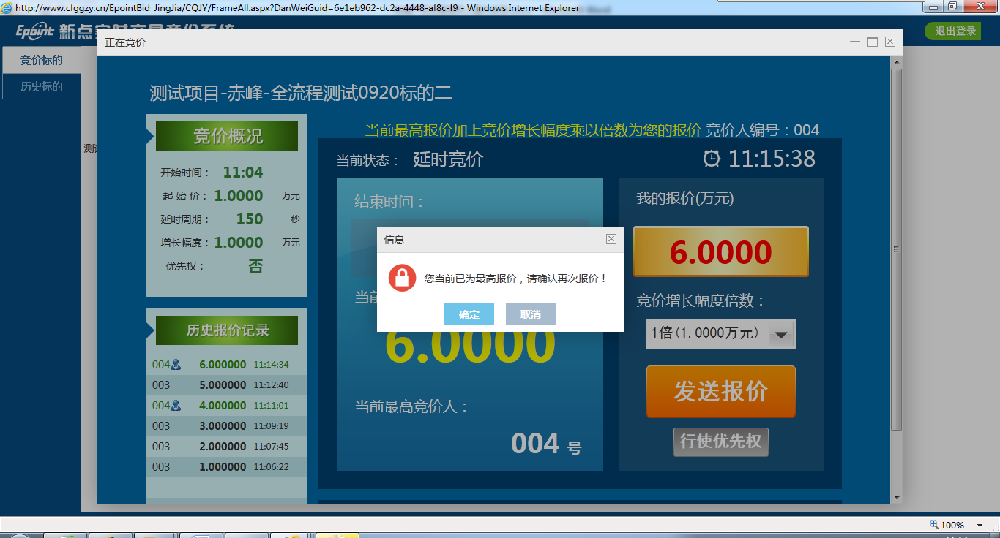 http://www.cfggzy.cn/EpointBid_JingJia/CQJY/FrameAll.aspx?DanWeiGuid=6e1eb962-dc2a-4448-af8c-f9 - Windows Internet Explorer
Epoint 新点实时交易竞价系统
退出登录
正在竞价
竞价标的
历史标的
测试
测试项目-赤峰-全流程测试0920标的二
当前最高报价加上竞价增长幅度乘以倍数为您的报价 竞价人编号：004
竞价概况
开始时间： 11:04
起 始 价： 1.0000 万元
延时周期： 150 秒
增长幅度： 1.0000 万元
优先权： 否
历史报价记录
004 6.000000 11:14:34
003 5.000000 11:12:40
004 4.000000 11:11:01
003 3.000000 11:09:19
003 2.000000 11:07:45
003 1.000000 11:06:22
当前状态： 延时竞价
11:15:38
结束时间：
当前
6.0000
当前最高竞价人：
004 号
信息
您当前已为最高报价，请确认再次报价！
确定 取消
我的报价(万元)
6.0000
竞价增长幅度倍数：
1倍(1.0000万元)
发送报价
行使优先权
100%